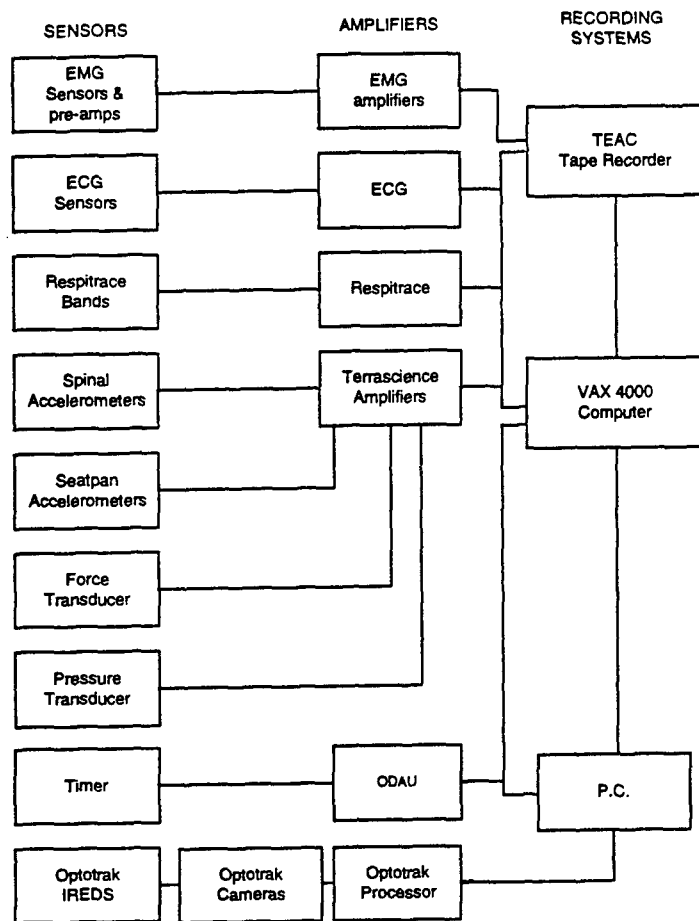 SENSORS
AMPLIFIERS
RECORDING
SYSTEMS
EMG
Sensors &
pre-amps
EMG
amplifiers
TEAC
Tape Recorder
ECG
Sensors
ECG
Respitrace
Bands
Respitrace
Spinal
Accelerometers
Terrascience
Amplifiers
VAX 4000
Computer
Seatpan
Accelerometers
Force
Transducer
Pressure
Transducer
Timer
ODAU
P.C.
Optotrak
IREDS
Optotrak
Cameras
Optotrak
Processor